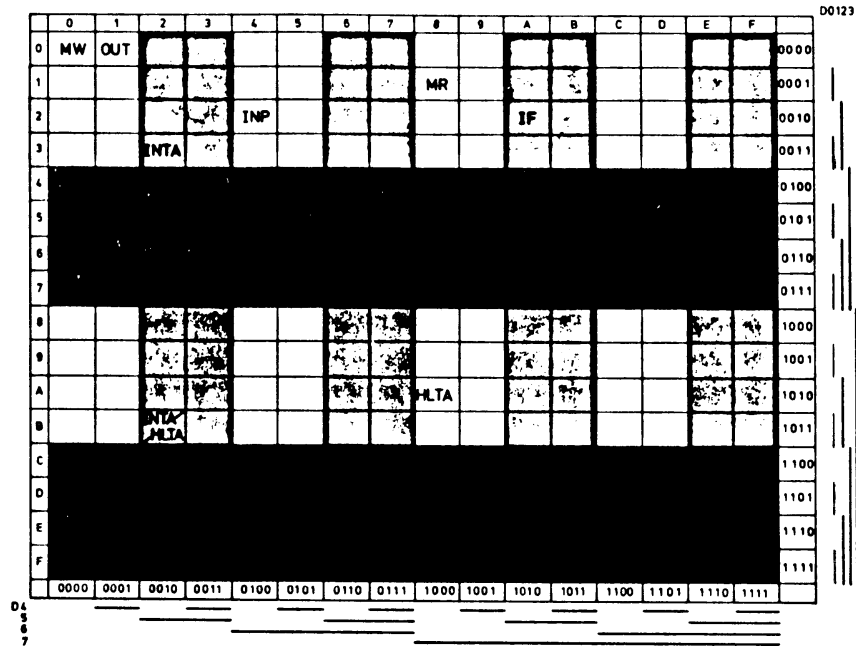 D0123
0 1 2 3 4 5 6 7 8 9 A B C D E F
0 MW OUT 0000
1 MR 0001
2 INP IF 0010
3 INTA 0011
4 0100
5 0101
6 0110
7 0111
8 1000
9 1001
A HLTA 1010
B INTA/HLTA 1011
C 1100
D 1101
E 1110
F 1111
0000 0001 0010 0011 0100 0101 0110 0111 1000 1001 1010 1011 1100 1101 1110 1111
D4
5
6
7